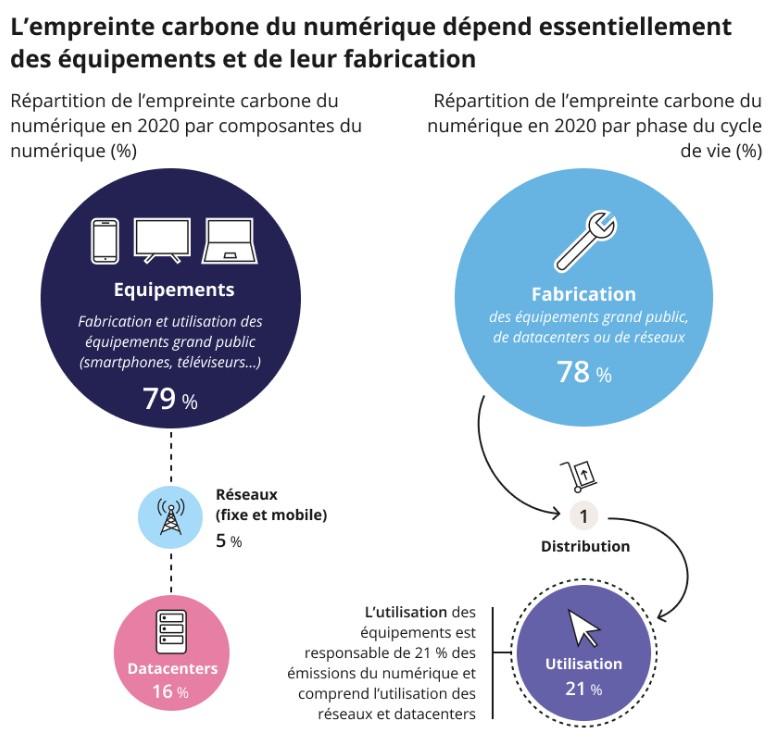 L’empreinte carbone du numérique dépend essentiellement
des équipements et de leur fabrication
Répartition de l’empreinte carbone du
numérique en 2020 par composantes du
numérique (%)
Equipements
Fabrication et utilisation des
équipements grand public
(smartphones, téléviseurs...)
79 %
Réseaux
(fixe et mobile)
5 %
Datacenters
16 %
Répartition de l’empreinte carbone du
numérique en 2020 par phase du cycle
de vie (%)
Fabrication
des équipements grand public,
de datacenters ou de réseaux
78 %
1
Distribution
L’utilisation des
équipements est
responsable de 21 % des
émissions du numérique et
comprend l’utilisation des
réseaux et datacenters
Utilisation
21 %